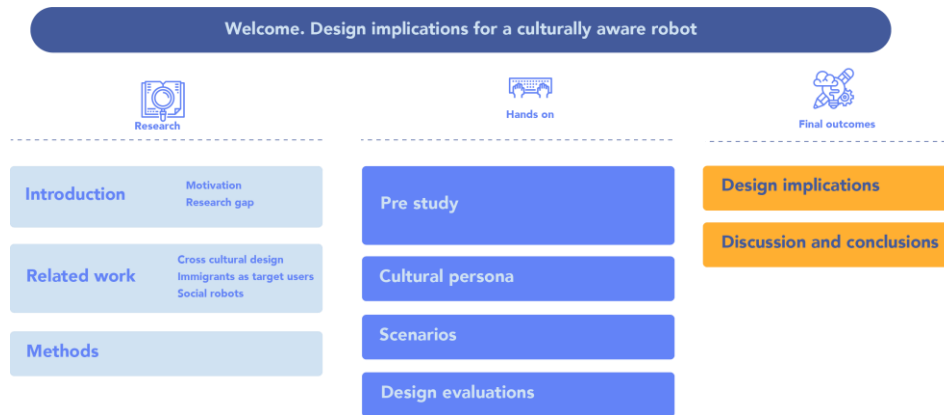 Welcome. Design implications for a culturally aware robot
Research
Introduction
Motivation
Research gap
Related work
Cross cultural design
Immigrants as target users
Social robots
Methods
Hands on
Pre study
Cultural persona
Scenarios
Design evaluations
Final outcomes
Design implications
Discussion and conclusions